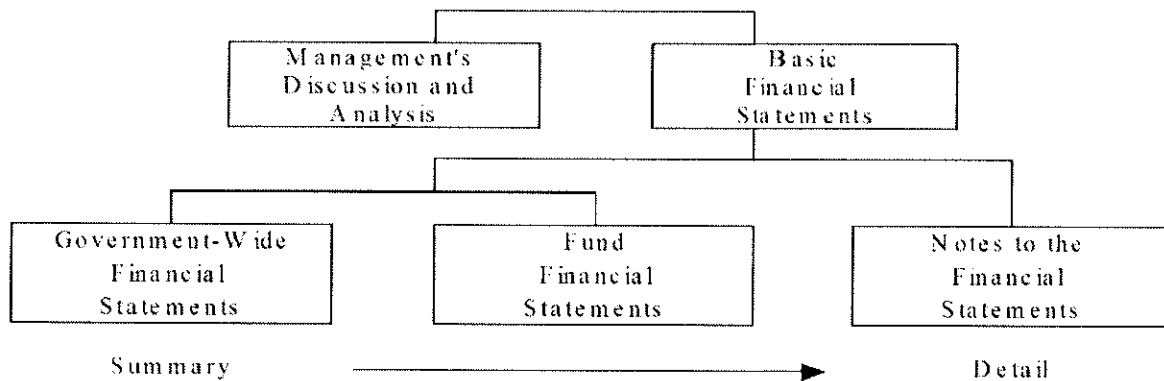 Management's
Discussion and
Analysis
Basic
Financial
Statements
Government-Wide
Financial
Statements
Fund
Financial
Statements
Notes to the
Financial
Statements
Summary
Detail